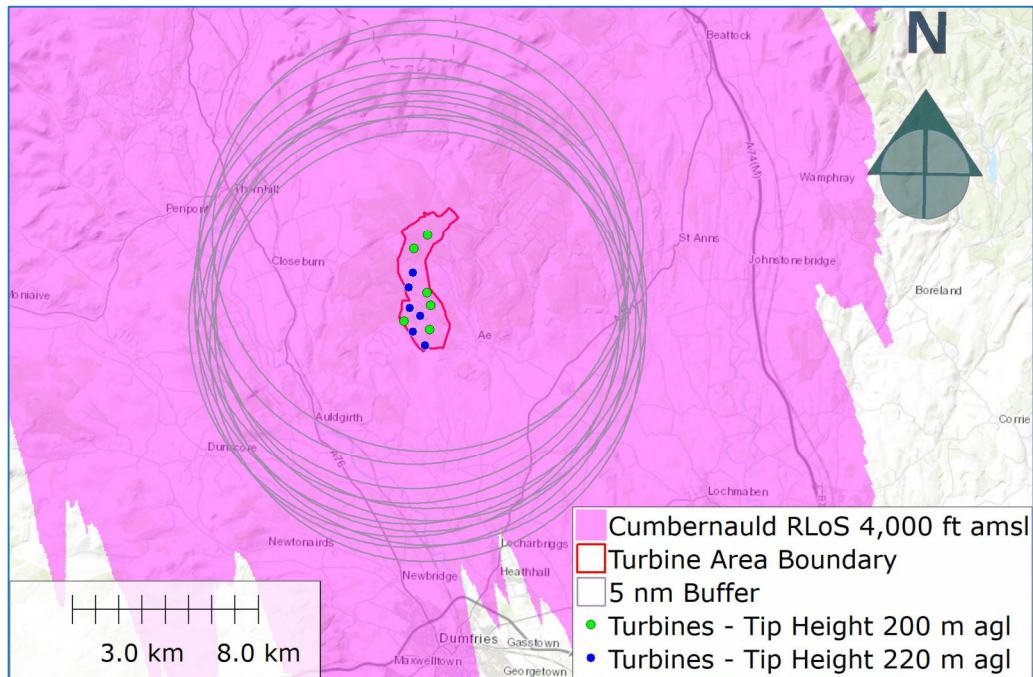 Beattock
N
A74(M)
Thornhill
Wamphray
Penpont
St Anns
Closeburn
Johnstonebridge
Moniaive
Boreland
Ae
Auldgirth
Corrie
Dunscore
A76
Lochmaben
Newtonairds
Locharbriggs
Newbridge
Heathhall
Dumfries
Gasstown
Maxwelltown
Georgetown
3.0 km 8.0 km
Cumbernauld RLoS 4,000 ft amsl
Turbine Area Boundary
5 nm Buffer
Turbines - Tip Height 200 m agl
Turbines - Tip Height 220 m agl